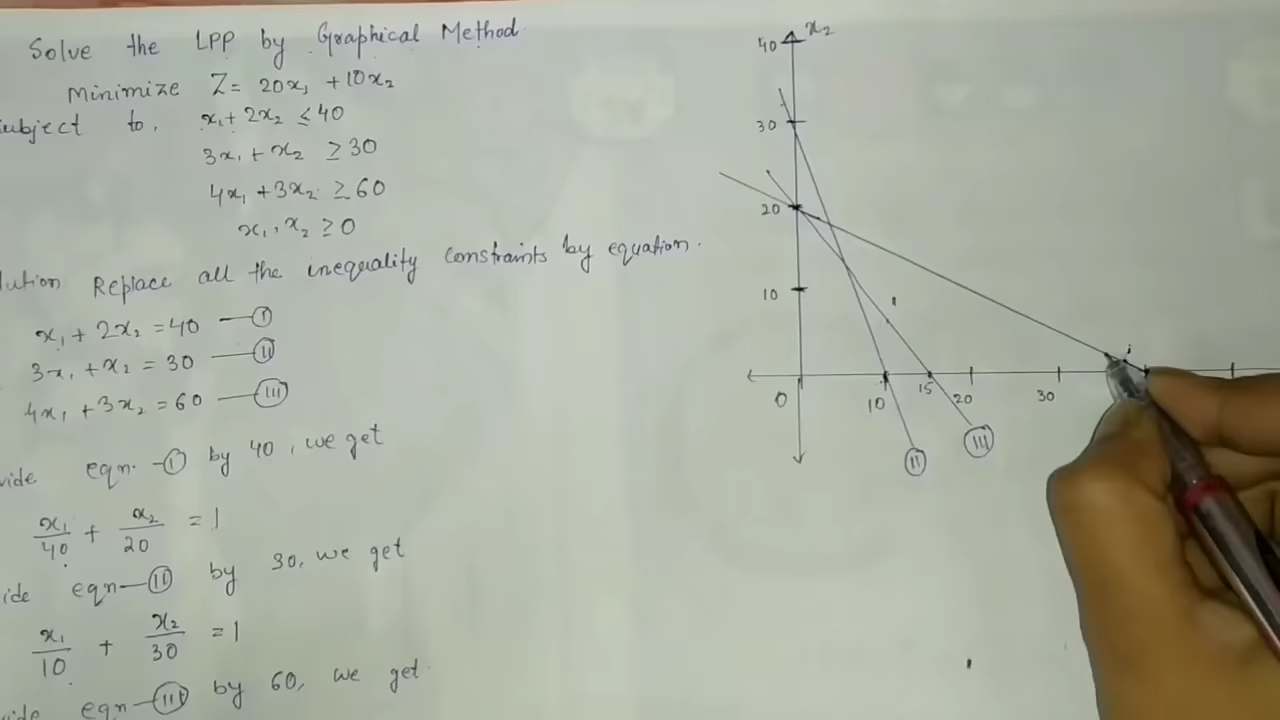 Solve the LPP by Graphical Method
Minimize Z = 20x₁ + 10x₂
subject to, x₁ + 2x₂ ≤ 40
3x₁ + x₂ ≥ 30
4x₁ + 3x₂ ≥ 60
x₁, x₂ ≥ 0
lution Replace all the inequality constraints by equation.
x₁ + 2x₂ = 40 — Ⓘ
3x₁ + x₂ = 30 — Ⓘⓘ
4x₁ + 3x₂ = 60 — (III)
vide eqn. — (I) by 40, we get
x₁/40 + x₂/20 = 1
ide eqn — (II) by 30, we get
x₁/10 + x₂/30 = 1
vide eqn — (III) by 60, we get
x₂
40
30
20
10
0 10 15 20 30
(II) (III)